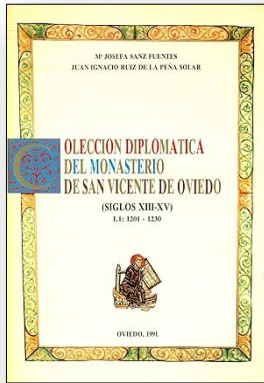 Mª JOSEFA SANZ FUENTES
JUAN IGNACIO RUIZ DE LA PEÑA SOLAR
COLECCION DIPLOMATICA
DEL MONASTERIO
DE SAN VICENTE DE OVIEDO
(SIGLOS XIII-XV)
I.1: 1201 - 1230
OVIEDO, 1991